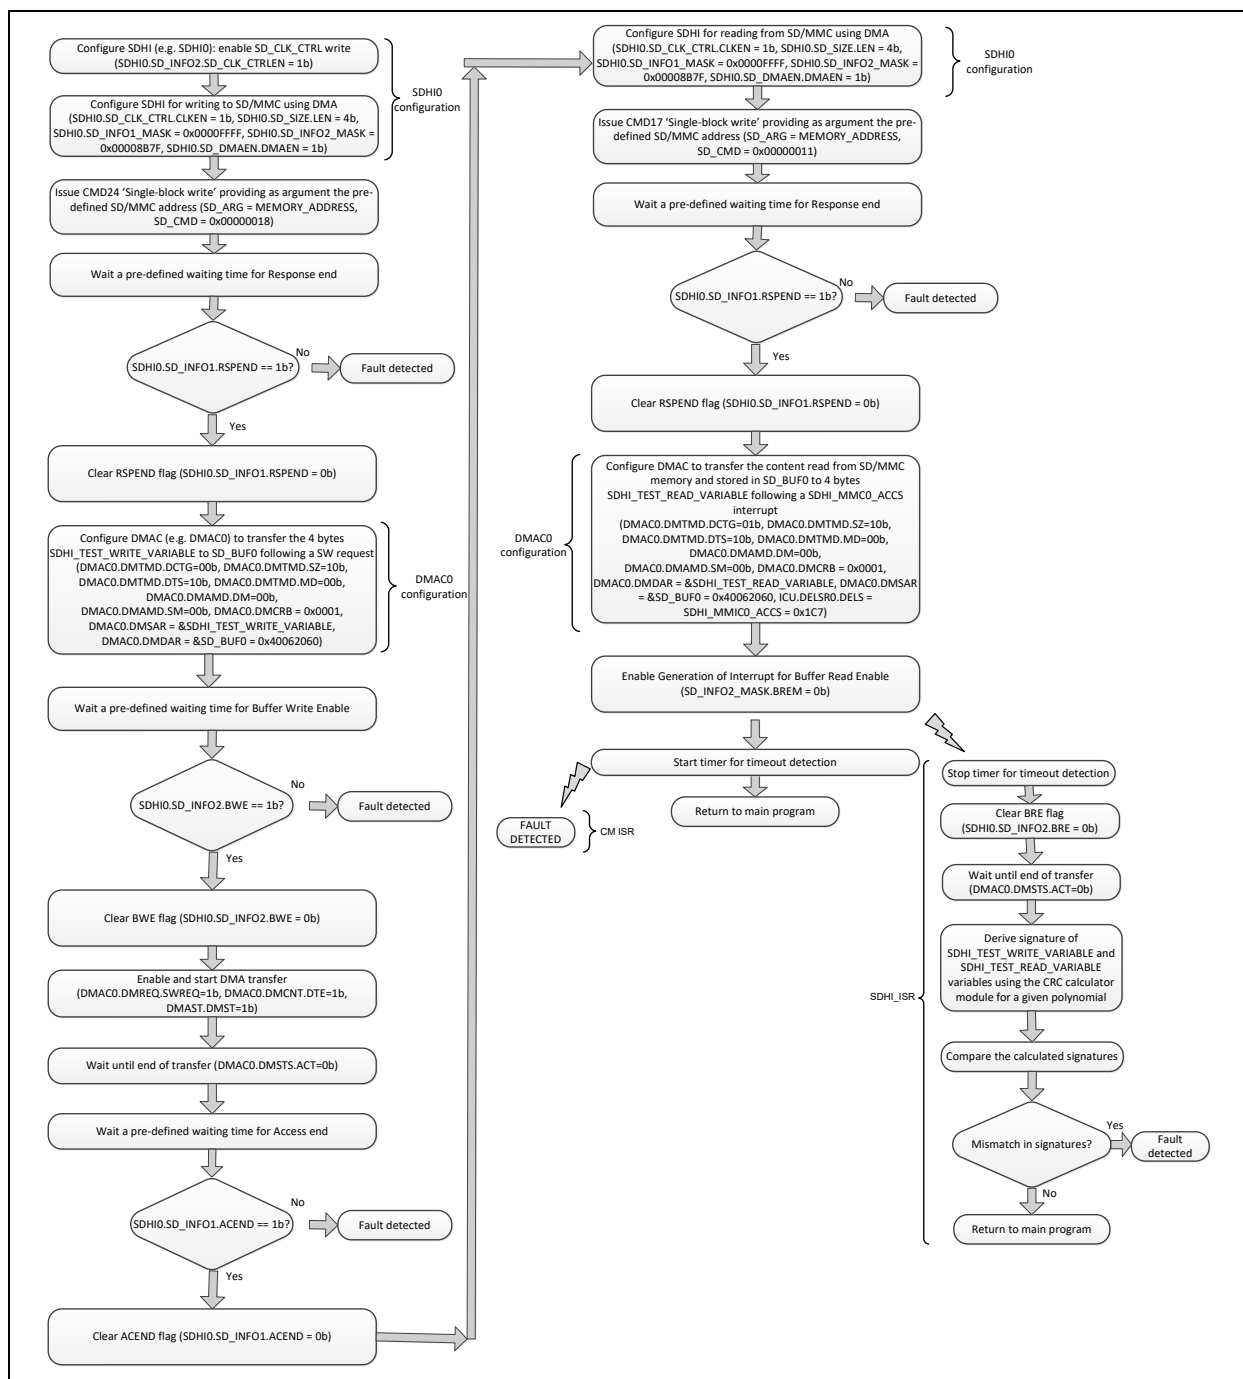 Configure SDHI (e.g. SDHI0): enable SD_CLK_CTRL write
(SDHI0.SD_INFO2.SD_CLK_CTRLEN = 1b)
Configure SDHI for writing to SD/MMC using DMA
(SDHI0.SD_CLK_CTRL.CLKEN = 1b, SDHI0.SD_SIZE.LEN = 4b,
SDHI0.SD_INFO1_MASK = 0x0000FFFF, SDHI0.SD_INFO2_MASK =
0x00008B7F, SDHI0.SD_DMAEN.DMAEN = 1b)
SDHI0
configuration
Issue CMD24 ‘Single-block write’ providing as argument the pre-
defined SD/MMC address (SD_ARG = MEMORY_ADDRESS,
SD_CMD = 0x00000018)
Wait a pre-defined waiting time for Response end
SDHI0.SD_INFO1.RSPEND == 1b?
No
Fault detected
Yes
Clear RSPEND flag (SDHI0.SD_INFO1.RSPEND = 0b)
Configure DMAC (e.g. DMAC0) to transfer the 4 bytes
SDHI_TEST_WRITE_VARIABLE to SD_BUF0 following a SW request
(DMAC0.DMTMD.DCTG=00b, DMAC0.DMTMD.SZ=10b,
DMAC0.DMTMD.DTS=10b, DMAC0.DMTMD.MD=00b,
DMAC0.DMAMD.DM=00b,
DMAC0.DMAMD.SM=00b, DMAC0.DMCRB = 0x0001,
DMAC0.DMSAR = &SDHI_TEST_WRITE_VARIABLE,
DMAC0.DMDAR = &SD_BUF0 = 0x40062060)
DMAC0
configuration
Wait a pre-defined waiting time for Buffer Write Enable
SDHI0.SD_INFO2.BWE == 1b?
No
Fault detected
Yes
Clear BWE flag (SDHI0.SD_INFO2.BWE = 0b)
Enable and start DMA transfer
(DMAC0.DMREQ.SWREQ=1b, DMAC0.DMCNT.DTE=1b,
DMAST.DMST=1b)
Wait until end of transfer (DMAC0.DMSTS.ACT=0b)
Wait a pre-defined waiting time for Access end
SDHI0.SD_INFO1.ACEND == 1b?
No
Fault detected
Yes
Clear ACEND flag (SDHI0.SD_INFO1.ACEND = 0b)
Configure SDHI for reading from SD/MMC using DMA
(SDHI0.SD_CLK_CTRL.CLKEN = 1b, SDHI0.SD_SIZE.LEN = 4b,
SDHI0.SD_INFO1_MASK = 0x0000FFFF, SDHI0.SD_INFO2_MASK =
0x00008B7F, SDHI0.SD_DMAEN.DMAEN = 1b)
SDHI0
configuration
Issue CMD17 ‘Single-block write’ providing as argument the pre-
defined SD/MMC address (SD_ARG = MEMORY_ADDRESS,
SD_CMD = 0x00000011)
Wait a pre-defined waiting time for Response end
SDHI0.SD_INFO1.RSPEND == 1b?
No
Fault detected
Yes
Clear RSPEND flag (SDHI0.SD_INFO1.RSPEND = 0b)
Configure DMAC to transfer the content read from SD/MMC
memory and stored in SD_BUF0 to 4 bytes
SDHI_TEST_READ_VARIABLE following a SDHI_MMC0_ACCS
interrupt
(DMAC0.DMTMD.DCTG=01b, DMAC0.DMTMD.SZ=10b,
DMAC0.DMTMD.DTS=10b, DMAC0.DMTMD.MD=00b,
DMAC0.DMAMD.DM=00b,
DMAC0.DMAMD.SM=00b, DMAC0.DMCRB = 0x0001,
DMAC0.DMDAR = &SDHI_TEST_READ_VARIABLE, DMAC0.DMSAR
= &SD_BUF0 = 0x40062060, ICU.DELSR0.DELS =
SDHI_MMIC0_ACCS = 0x1C7)
DMAC0
configuration
Enable Generation of Interrupt for Buffer Read Enable
(SD_INFO2_MASK.BREM = 0b)
Start timer for timeout detection
Return to main program
FAULT
DETECTED
CM ISR
Stop timer for timeout detection
Clear BRE flag
(SDHI0.SD_INFO2.BRE = 0b)
Wait until end of transfer
(DMAC0.DMSTS.ACT=0b)
Derive signature of
SDHI_TEST_WRITE_VARIABLE and
SDHI_TEST_READ_VARIABLE
variables using the CRC calculator
module for a given polynomial
SDHI_ISR
Compare the calculated signatures
Mismatch in signatures?
Yes
Fault
detected
No
Return to main program